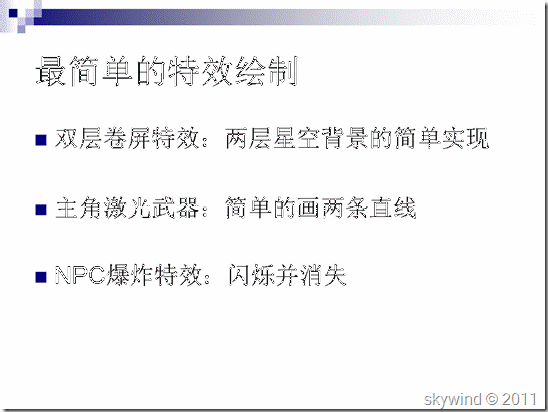 最简单的特效绘制
双层卷屏特效：两层星空背景的简单实现
主角激光武器：简单的画两条直线
NPC爆炸特效：闪烁并消失
skywind © 2011